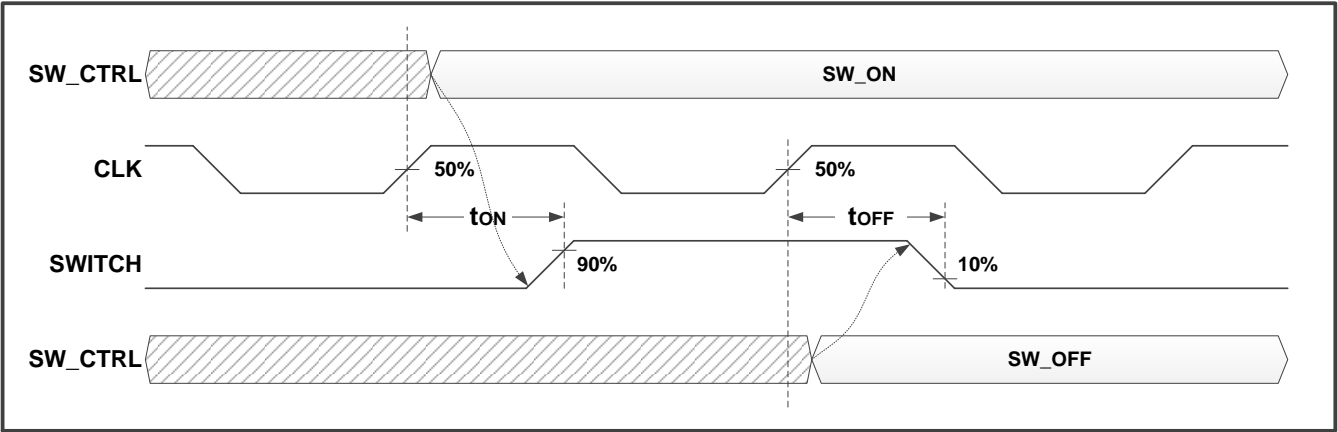 SW_CTRL
SW_ON
CLK
50%
50%
tON
tOFF
SWITCH
90%
10%
SW_CTRL
SW_OFF